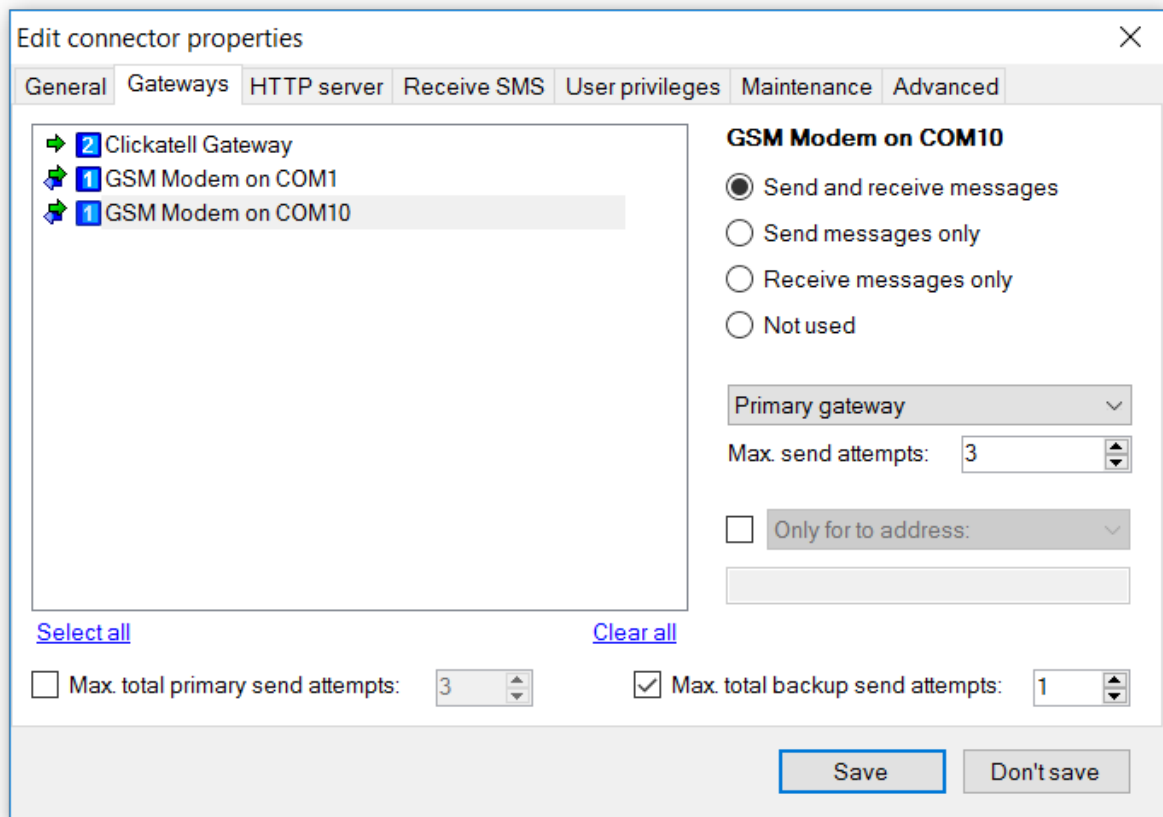 Edit connector properties
General Gateways HTTP server Receive SMS User privileges Maintenance Advanced
2 Clickatell Gateway
1 GSM Modem on COM1
1 GSM Modem on COM10
GSM Modem on COM10
Send and receive messages
Send messages only
Receive messages only
Not used
Primary gateway
Max. send attempts: 3
Only for to address:
Select all Clear all
Max. total primary send attempts: 3 Max. total backup send attempts: 1
Save Don't save